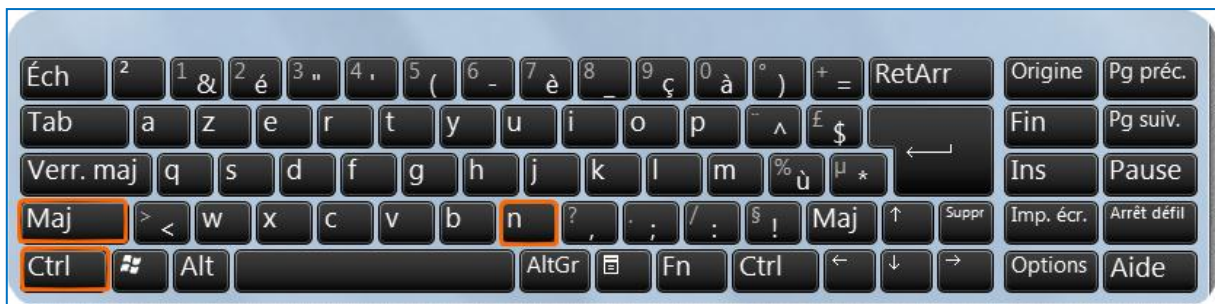 Éch ² 1 & 2 é 3 " 4 ' 5 ( 6 - 7 è 8 _ 9 ç 0 à ° ) + = RetArr Origine Pg préc.
Tab a z e r t y u i o p ¨ ^ £ $ Fin Pg suiv.
Verr. maj q s d f g h j k l m % ù µ * Ins Pause
Maj > < w x c v b n ? , . ; / : § ! Maj ↑ Suppr Imp. écr. Arrêt défil
Ctrl Alt AltGr Fn Ctrl ← ↓ → Options Aide